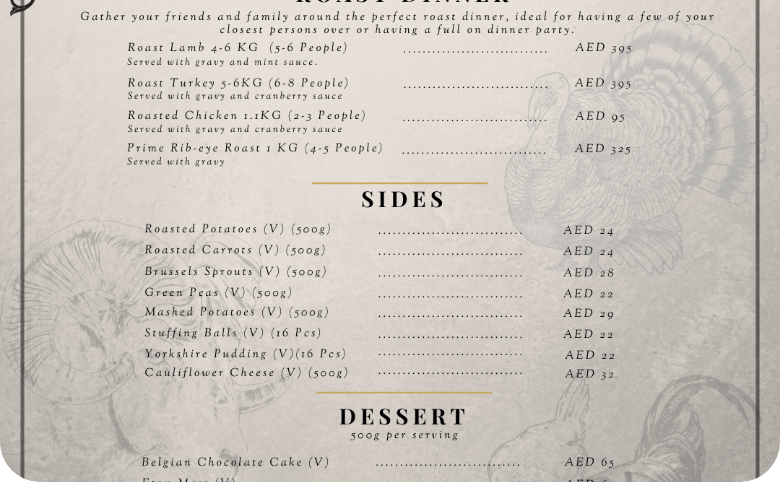 ROAST DINNER
Gather your friends and family around the perfect roast dinner, ideal for having a few of your
closest persons over or having a full on dinner party.
Roast Lamb 4-6 KG (5-6 People) ........................ AED 395
Served with gravy and mint sauce.
Roast Turkey 5-6KG (6-8 People) ........................ AED 395
Served with gravy and cranberry sauce
Roasted Chicken 1.1KG (2-3 People) ........................ AED 95
Served with gravy and cranberry sauce
Prime Rib-eye Roast 1 KG (4-5 People) ........................ AED 325
Served with gravy
SIDES
Roasted Potatoes (V) (500g) ........................ AED 24
Roasted Carrots (V) (500g) ........................ AED 24
Brussels Sprouts (V) (500g) ........................ AED 28
Green Peas (V) (500g) ........................ AED 22
Mashed Potatoes (V) (500g) ........................ AED 29
Stuffing Balls (V) (16 Pcs) ........................ AED 22
Yorkshire Pudding (V)(16 Pcs) ........................ AED 22
Cauliflower Cheese (V) (500g) ........................ AED 32
DESSERT
500g per serving
Belgian Chocolate Cake (V) ........................ AED 65